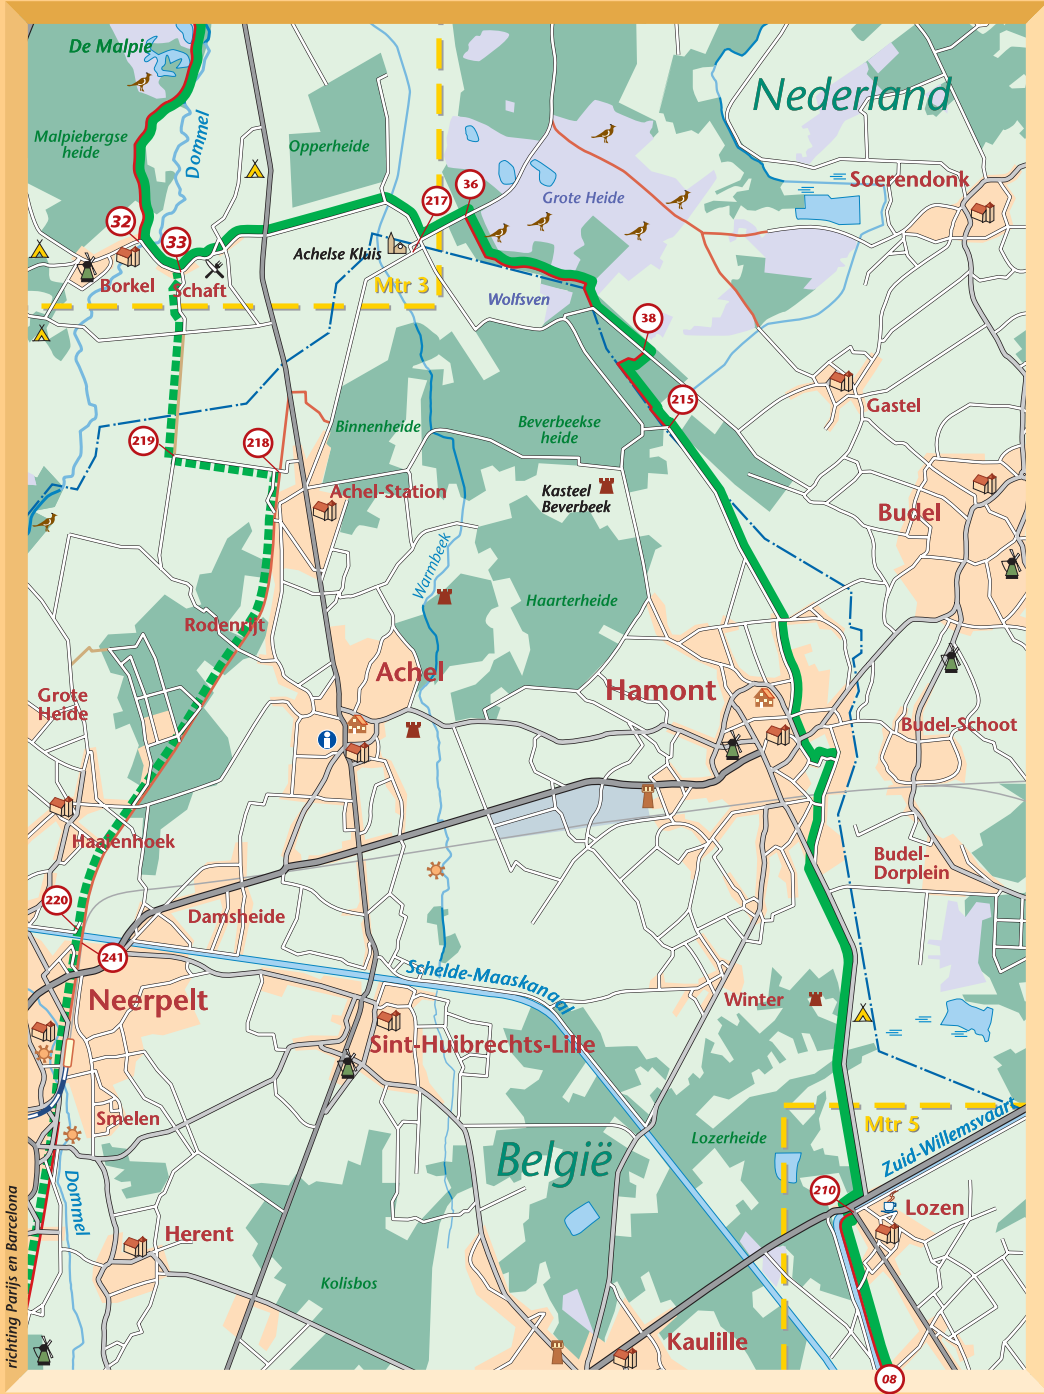 De Malpie
Nederland
Malpiebergse
heide
Dommel
Opperheide
Soerendonk
Grote Heide
36
217
32
33
Achelse Kluis
Borkel
Schaft
Mtr 3
Wolfsven
38
Gastel
215
Binnenheide
Beverbeekse
heide
219
218
Achel-Station
Kasteel
Beverbeek
Budel
Warmbeek
Haarterheide
Rodenrijt
Achel
Hamont
Grote
Heide
Budel-Schoot
i
Haaienhoek
Budel-
Dorplein
220
Damsheide
241
Schelde-Maaskanaal
Neerpelt
Winter
Sint-Huibrechts-Lille
Smelen
Mtr 5
Lozerheide
België
Zuid-Willemsvaart
Dommel
210
Lozen
Herent
Kolisbos
richting Parijs en Barcelona
Kaulille
08